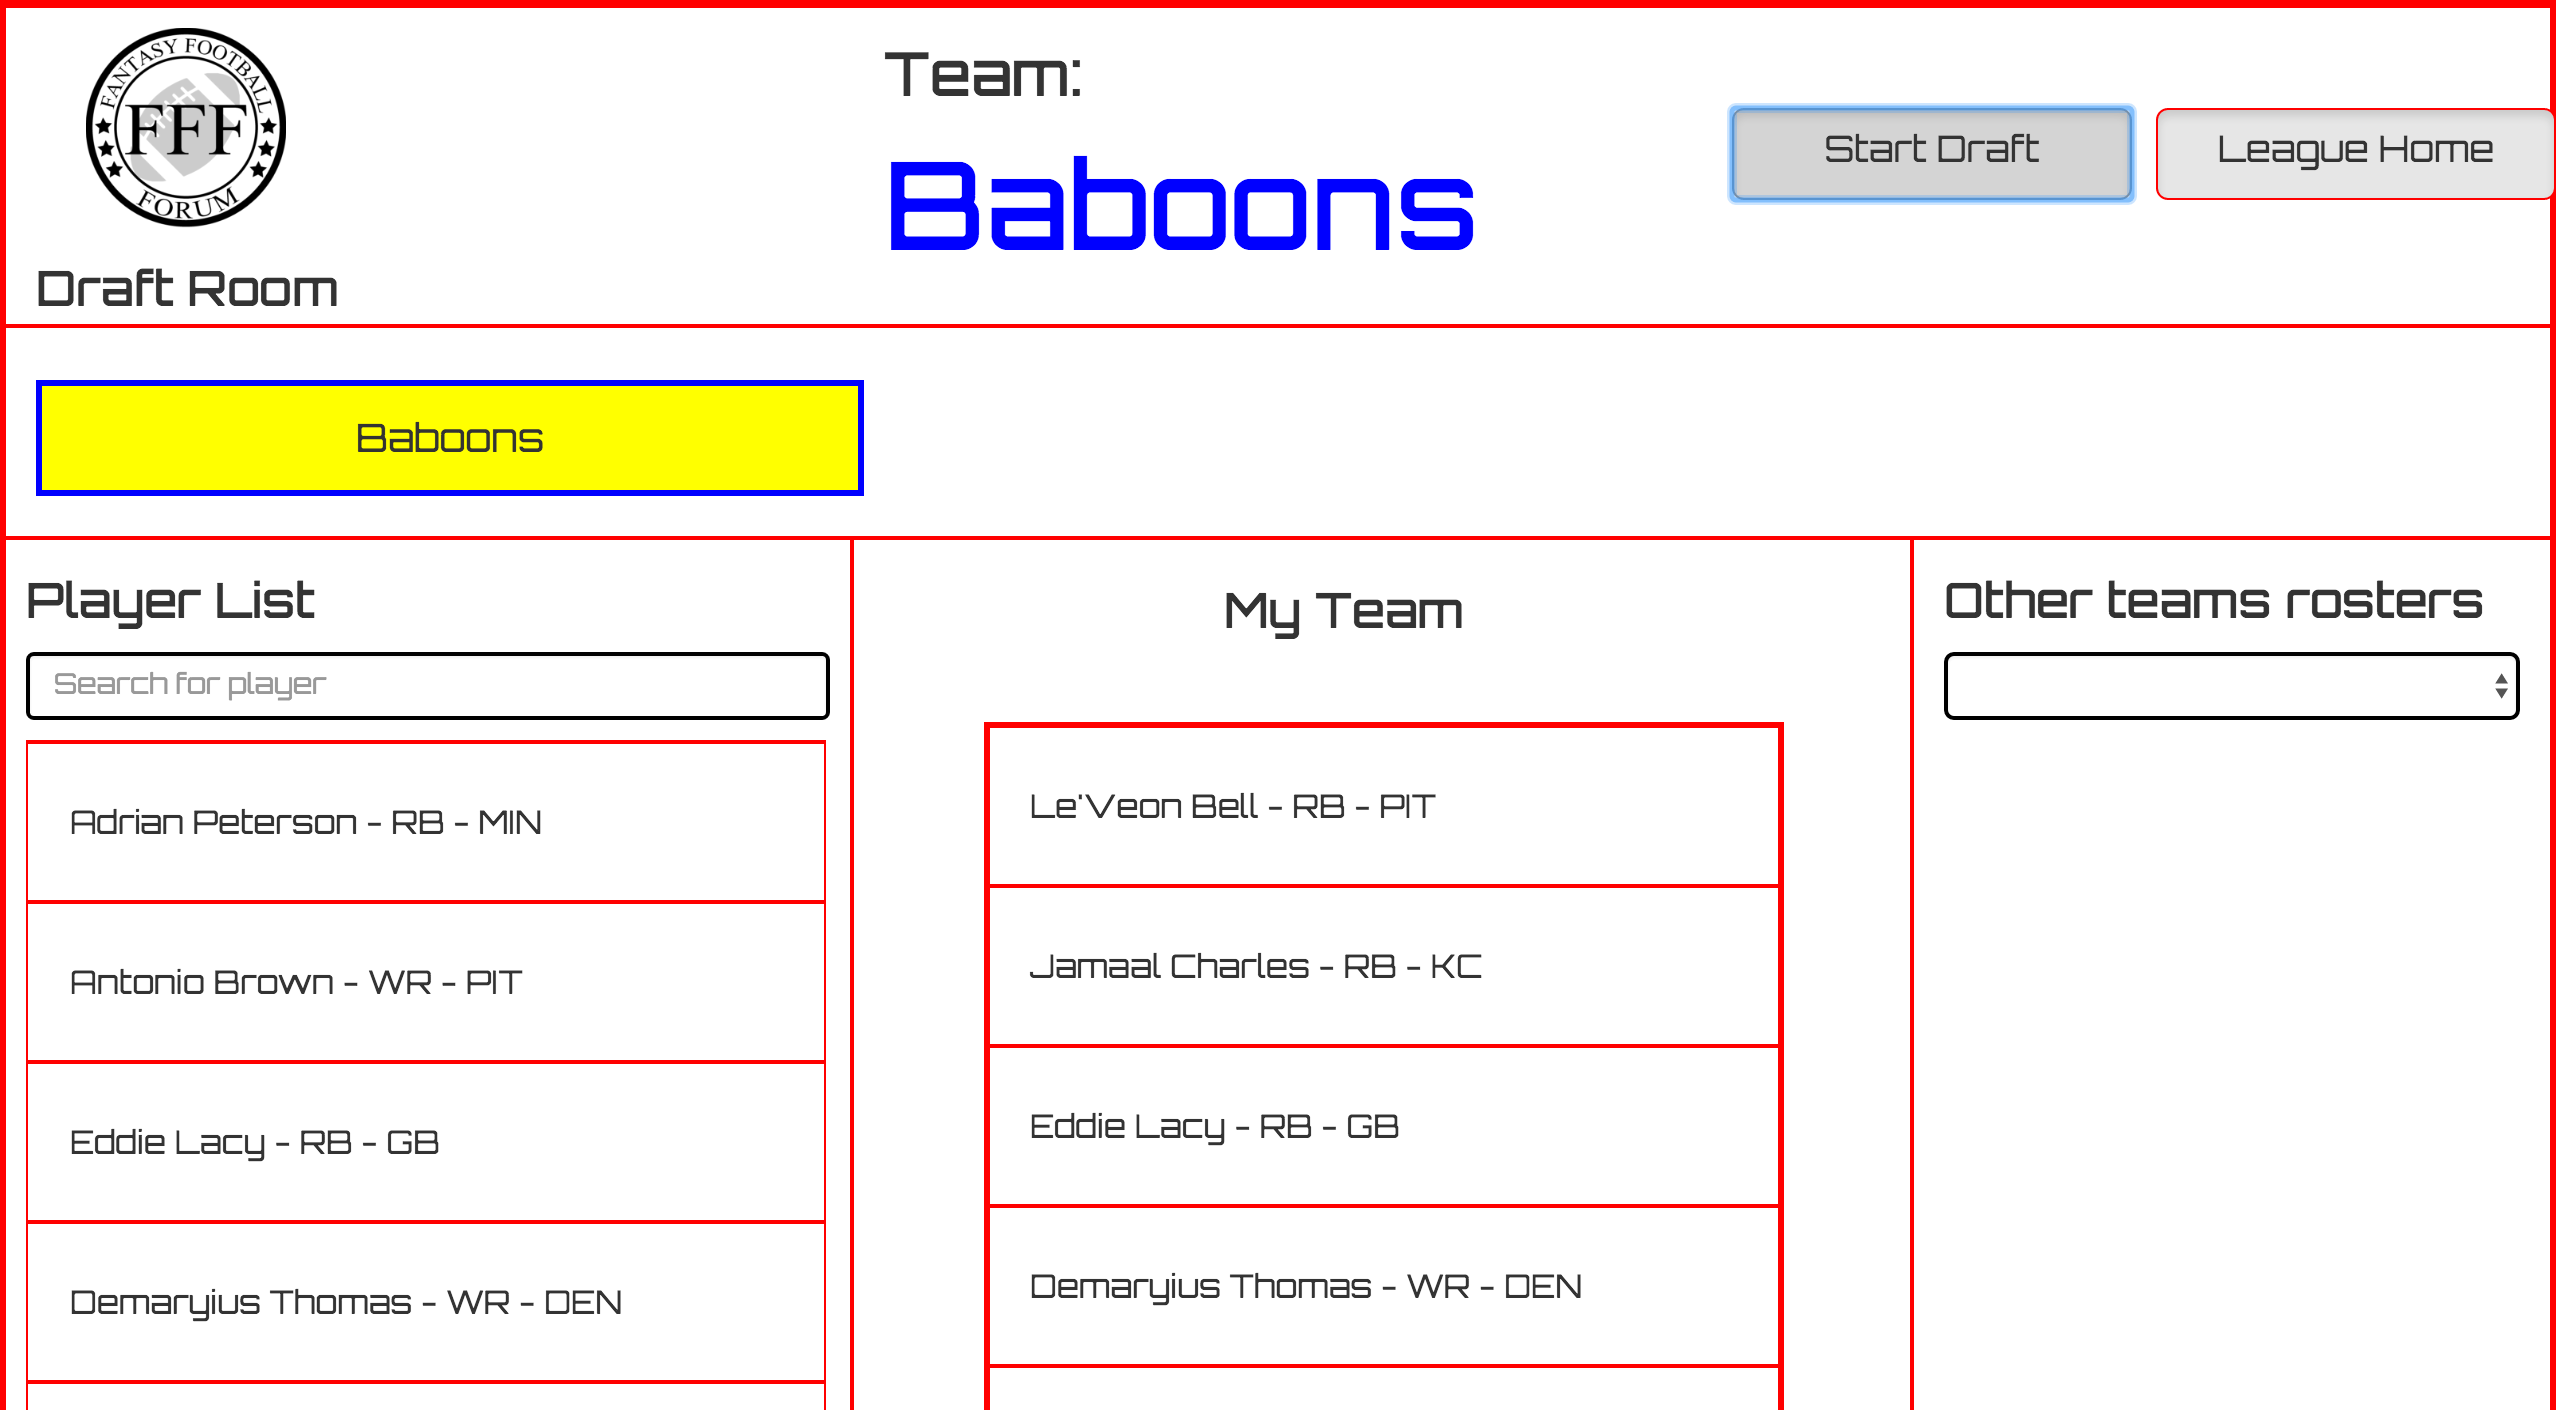 FANTASY FOOTBALL
FFF
FORUM
Draft Room
Team:
Baboons
Start Draft
League Home
Baboons
Player List
Search for player
Adrian Peterson - RB - MIN
Antonio Brown - WR - PIT
Eddie Lacy - RB - GB
Demaryius Thomas - WR - DEN
My Team
Le'Veon Bell - RB - PIT
Jamaal Charles - RB - KC
Eddie Lacy - RB - GB
Demaryius Thomas - WR - DEN
Other teams rosters